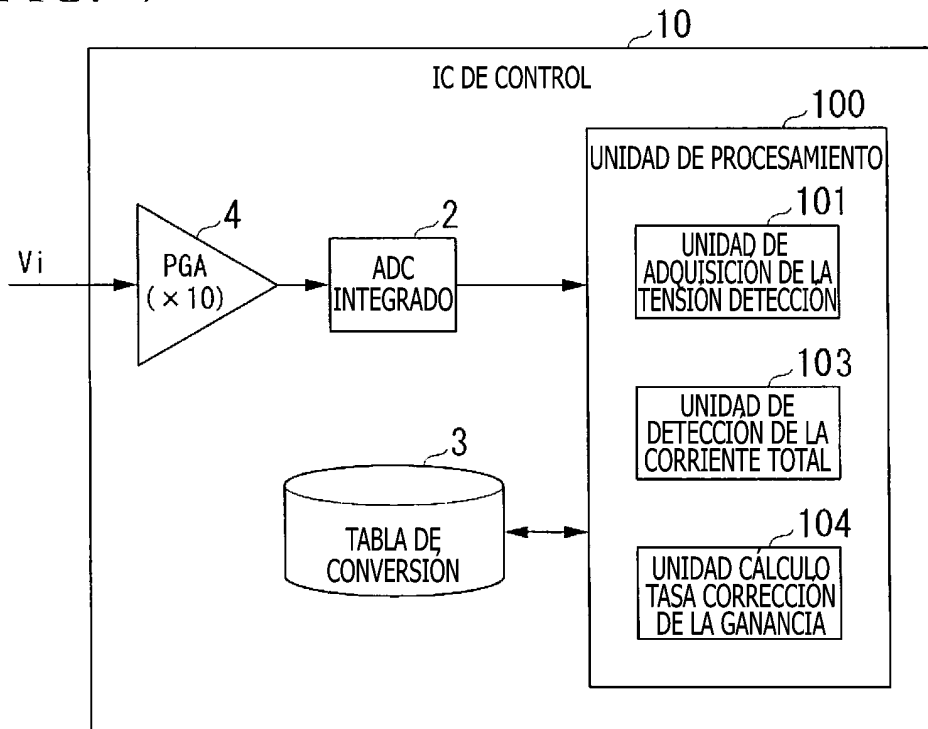 10
IC DE CONTROL
100
UNIDAD DE PROCESAMIENTO
4
2
101
Vi
PGA
(×10)
ADC
INTEGRADO
UNIDAD DE
ADQUISICIÓN DE LA
TENSIÓN DETECCIÓN
103
UNIDAD DE
DETECCIÓN DE LA
CORRIENTE TOTAL
3
TABLA DE
CONVERSIÓN
104
UNIDAD CÁLCULO
TASA CORRECCIÓN
DE LA GANANCIA